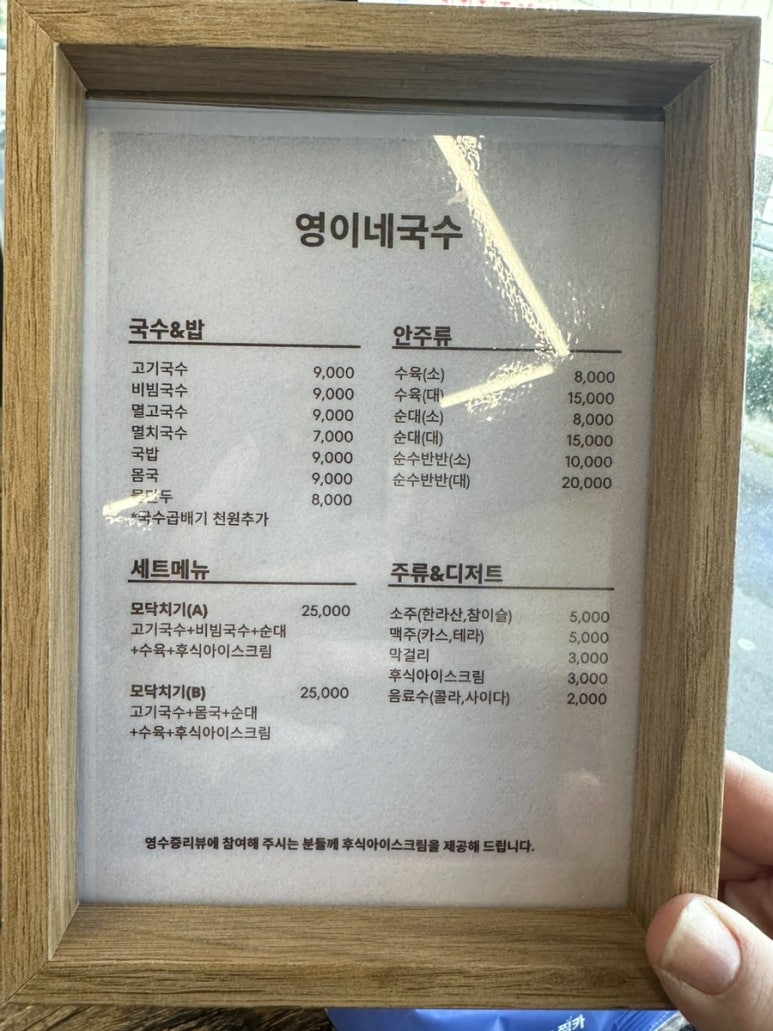 영이네국수
국수&밥
고기국수 9,000
비빔국수 9,000
멸고국수 9,000
멸치국수 7,000
국밥 9,000
몸국 9,000
8,000
*국수곱배기 천원추가
안주류
수육(소) 8,000
수육(대) 15,000
순대(소) 8,000
순대(대) 15,000
순수반반(소) 10,000
순수반반(대) 20,000
세트메뉴
모닥치기(A) 25,000
고기국수+비빔국수+순대
+수육+후식아이스크림
모닥치기(B) 25,000
고기국수+몸국+순대
+수육+후식아이스크림
주류&디저트
소주(한라산,참이슬) 5,000
맥주(카스,테라) 5,000
막걸리 3,000
후식아이스크림 3,000
음료수(콜라,사이다) 2,000
영수증리뷰에 참여해 주시는 분들께 후식아이스크림을 제공해 드립니다.